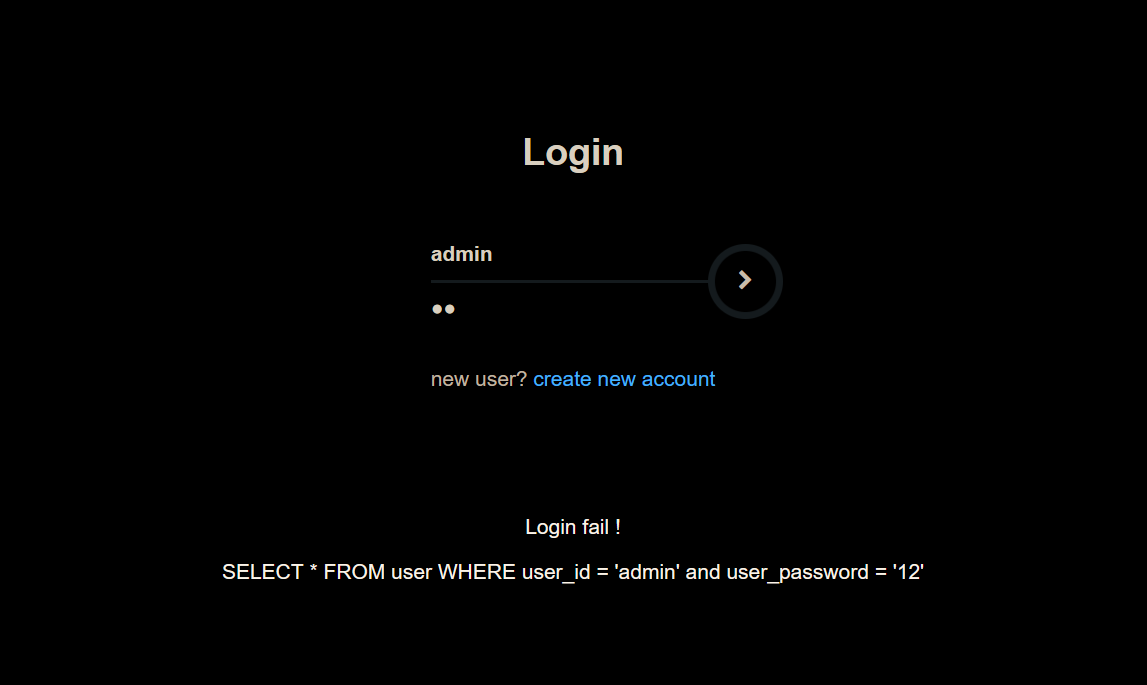 Login
admin
••
new user? create new account
Login fail !
SELECT * FROM user WHERE user_id = 'admin' and user_password = '12'